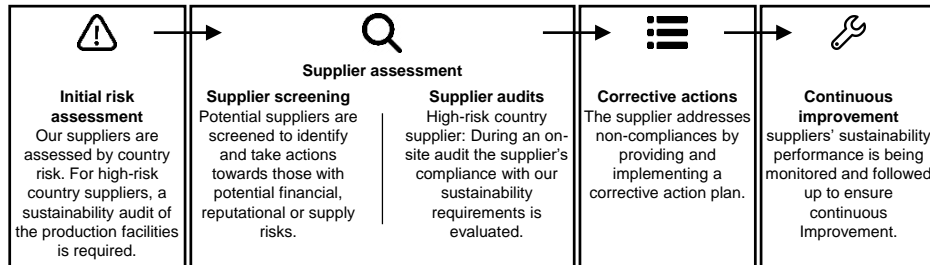 Supplier assessment
Initial risk
assessment
Our suppliers are
assessed by country
risk. For high-risk
country suppliers, a
sustainability audit of
the production facilities
is required.
Supplier screening
Potential suppliers are
screened to identify
and take actions
towards those with
potential financial,
reputational or supply
risks.
Supplier audits
High-risk country
supplier: During an on-
site audit the supplier's
compliance with our
sustainability
requirements is
evaluated.
Corrective actions
The supplier addresses
non-compliances by
providing and
implementing a
corrective action plan.
Continuous
improvement
suppliers' sustainability
performance is being
monitored and followed
up to ensure
continuous
Improvement.